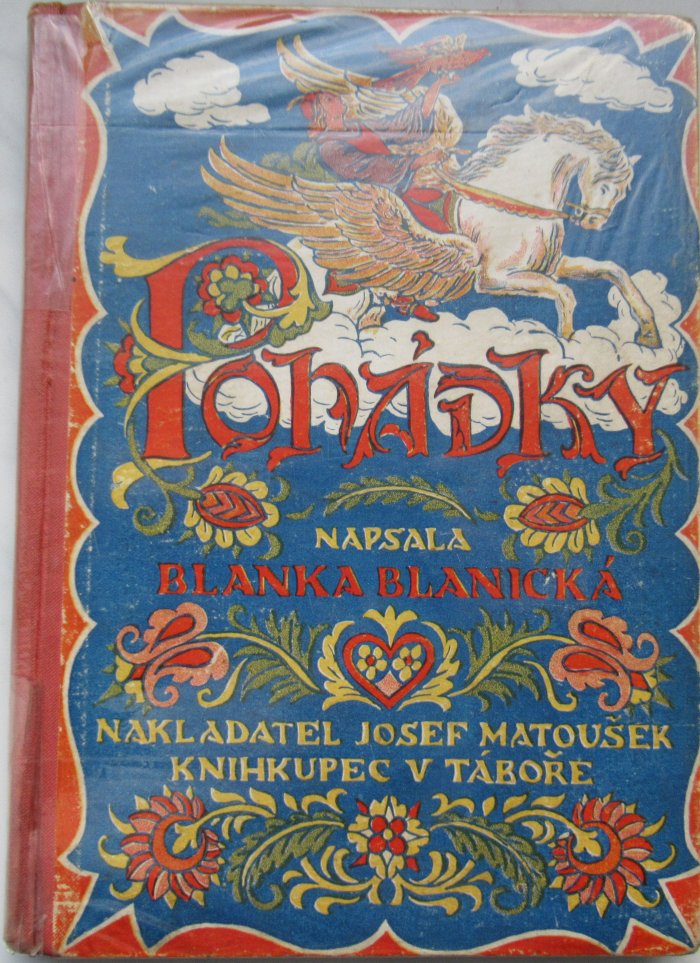 Pohádky
NAPSALA
BLANKA BLANICKÁ
NAKLADATEL JOSEF MATOUŠEK
KNIHKUPEC V TÁBOŘE